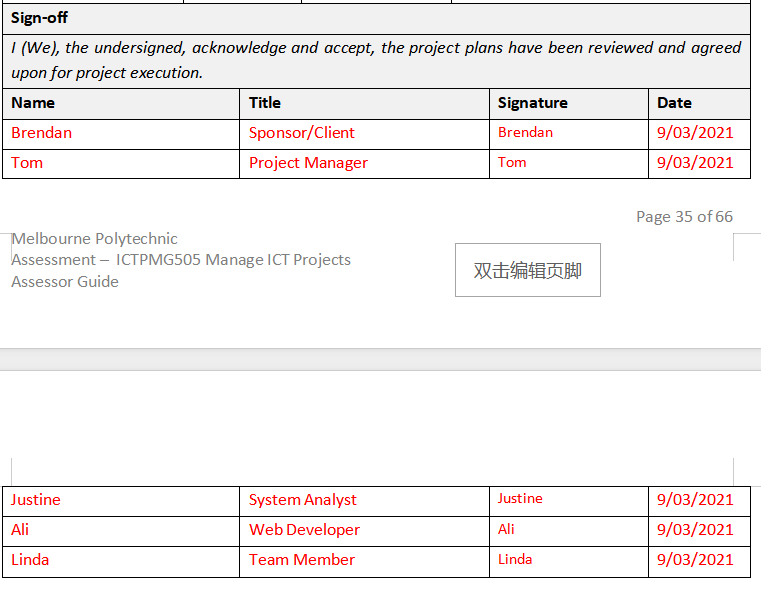 Sign-off
I (We), the undersigned, acknowledge and accept, the project plans have been reviewed and agreed
upon for project execution.
Name Title Signature Date
Brendan Sponsor/Client Brendan 9/03/2021
Tom Project Manager Tom 9/03/2021
Page 35 of 66
Melbourne Polytechnic
Assessment – ICTPMG505 Manage ICT Projects
Assessor Guide
双击编辑页脚
Justine System Analyst Justine 9/03/2021
Ali Web Developer Ali 9/03/2021
Linda Team Member Linda 9/03/2021